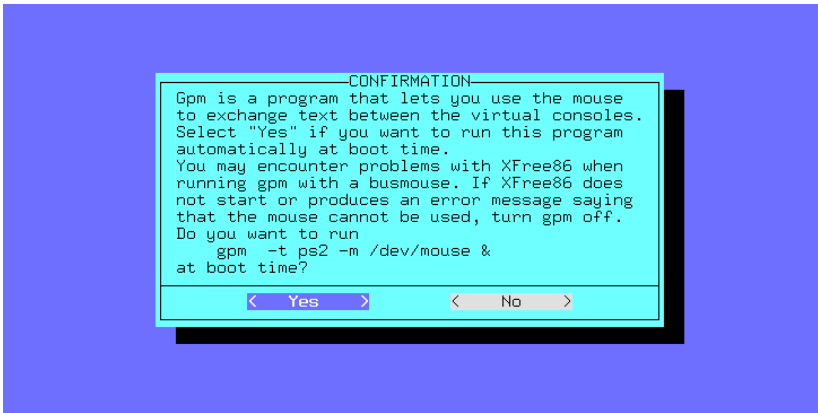 CONFIRMATION
Gpm is a program that lets you use the mouse
to exchange text between the virtual consoles.
Select "Yes" if you want to run this program
automatically at boot time.
You may encounter problems with XFree86 when
running gpm with a busmouse. If XFree86 does
not start or produces an error message saying
that the mouse cannot be used, turn gpm off.
Do you want to run
    gpm  -t ps2 -m /dev/mouse &
at boot time?
<   Yes    >          <    No    >